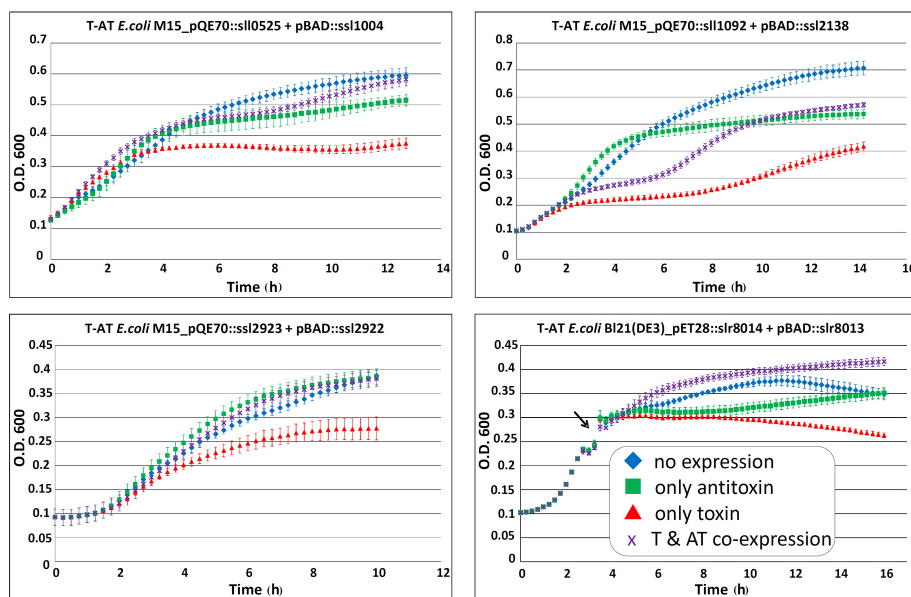 T-AT E.coli M15_pQE70::sll0525 + pBAD::ssl1004
0.7
0.6
0.5
0.4
0.3
0.2
0.1
0
O.D. 600
0 2 4 6 8 10 12 14
Time (h)
T-AT E.coli M15_pQE70::sll1092 + pBAD::ssl2138
0.8
0.7
0.6
0.5
0.4
0.3
0.2
0.1
0
O.D. 600
0 2 4 6 8 10 12 14
Time (h)
T-AT E.coli M15_pQE70::ssl2923 + pBAD::ssl2922
0.45
0.4
0.35
0.3
0.25
0.2
0.15
0.1
0.05
0
O.D. 600
0 2 4 6 8 10 12
Time (h)
T-AT E.coli Bl21(DE3)_pET28::slr8014 + pBAD::slr8013
0.45
0.4
0.35
0.3
0.25
0.2
0.15
0.1
0.05
0
O.D. 600
no expression
only antitoxin
only toxin
T & AT co-expression
0 2 4 6 8 10 12 14 16
Time (h)